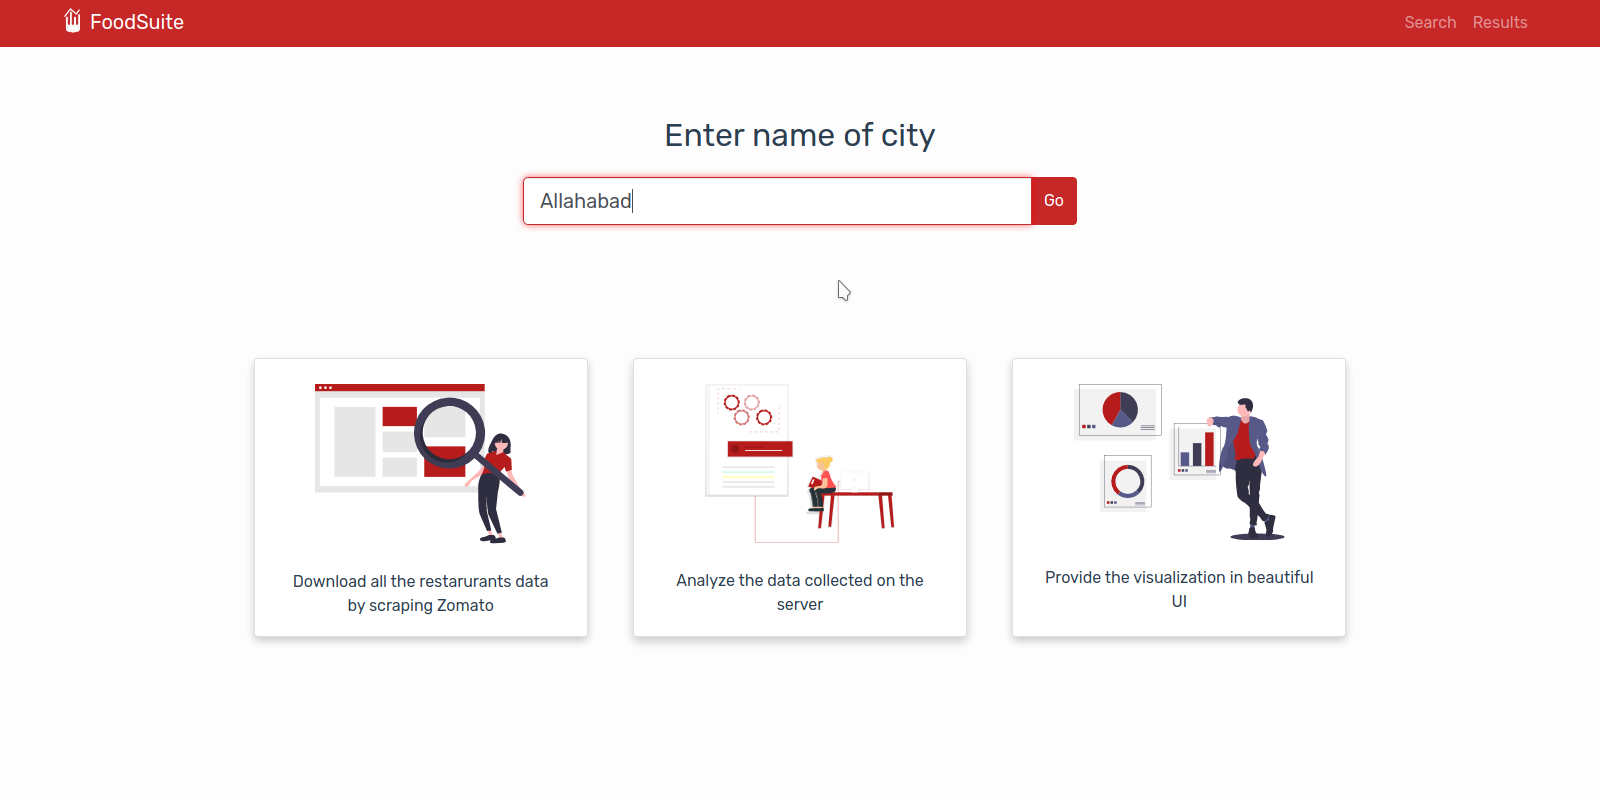 FoodSuite
Search
Results
Enter name of city
Allahabad
Go
Download all the restarurants data
by scraping Zomato
Analyze the data collected on the
server
Provide the visualization in beautiful
UI